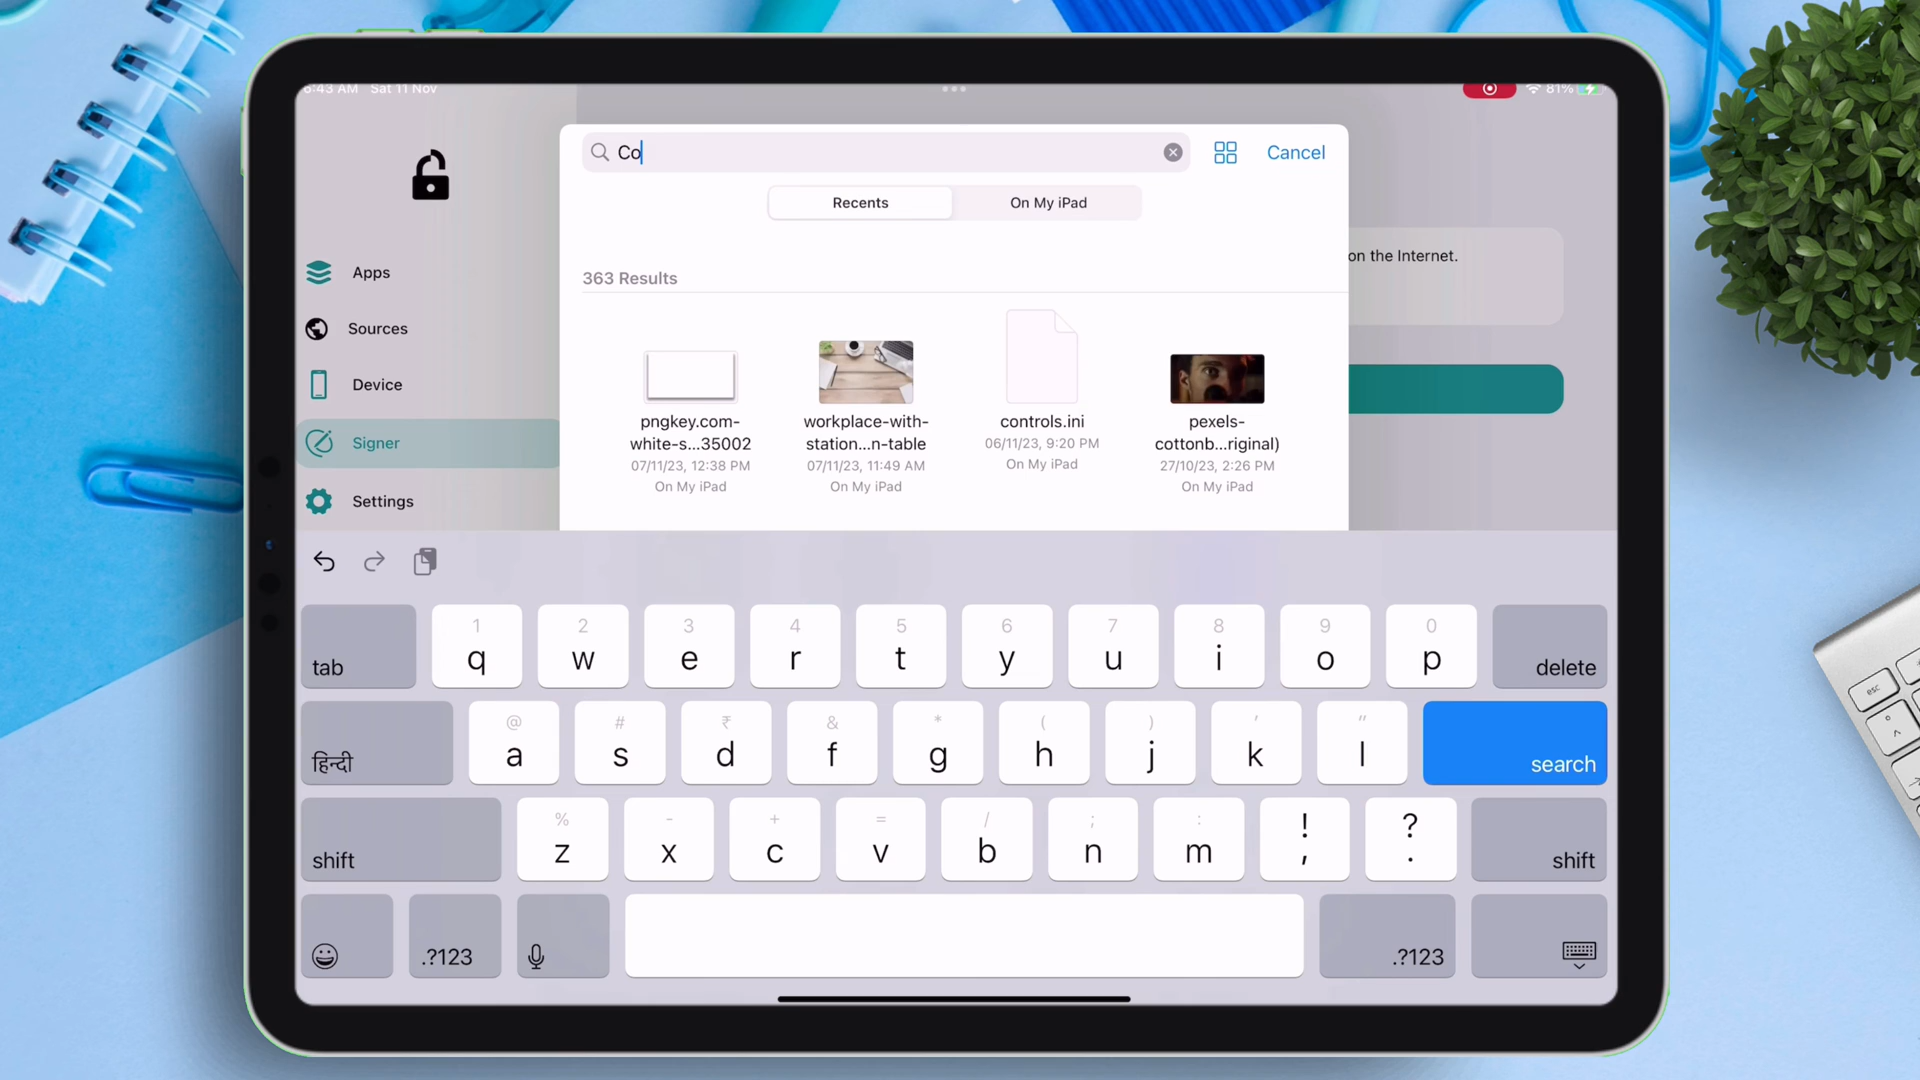 6:43 AM Sat 11 Nov
81%
Co
Cancel
Recents
On My iPad
363 Results
on the Internet.
Apps
Sources
Device
Signer
Settings
pngkey.com-
white-s...35002
07/11/23, 12:38 PM
On My iPad
workplace-with-
station...n-table
07/11/23, 11:49 AM
On My iPad
controls.ini
06/11/23, 9:20 PM
On My iPad
pexels-
cottonb...riginal)
27/10/23, 2:26 PM
On My iPad
1 2 3 4 5 6 7 8 9 0
tab q w e r t y u i o p delete
@ # ₹ & * ( ) ' "
हिन्दी a s d f g h j k l search
% - + = / ; : ! ?
shift z x c v b n m , . shift
.?123 .?123
esc